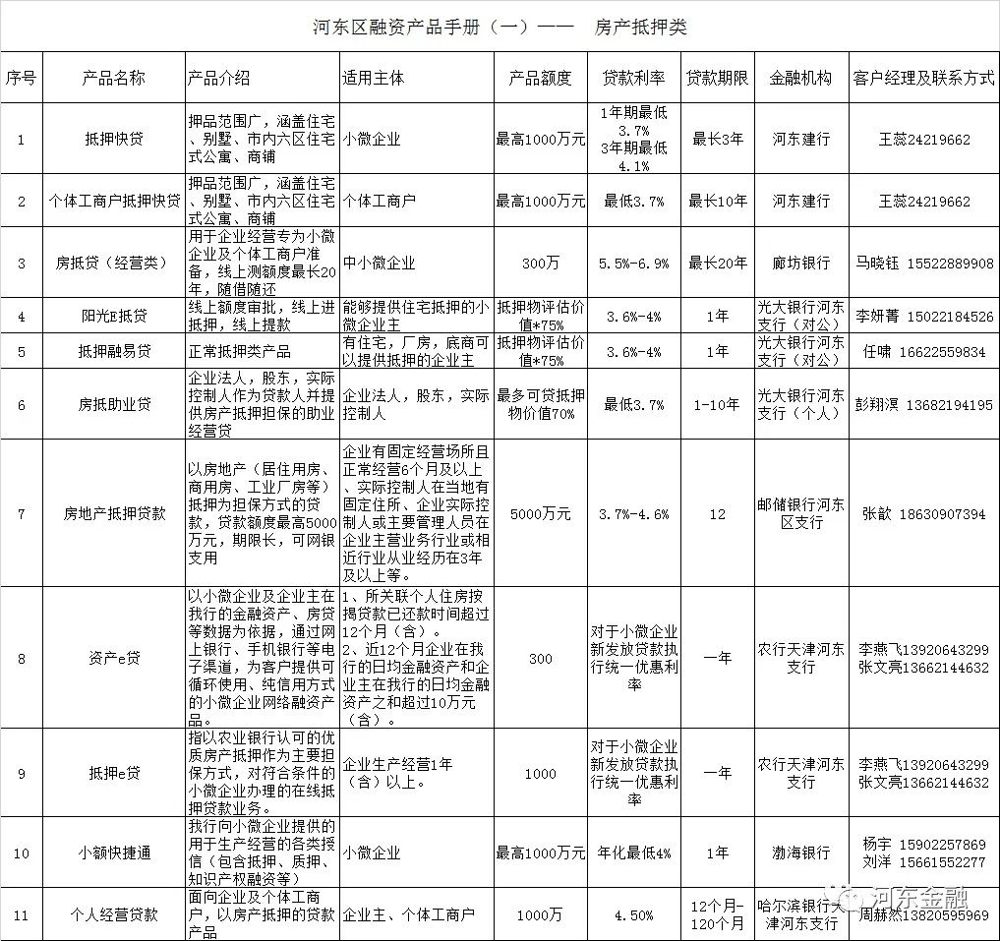 河东区融资产品手册（一）—— 房产抵押类
序号 产品名称 产品介绍 适用主体 产品额度 贷款利率 贷款期限 金融机构 客户经理及联系方式
1
抵押快贷
押品范围广，涵盖住宅
、别墅、市内六区住宅
式公寓、商铺
小微企业
最高1000万元
1年期最低
3.7%
3年期最低
4.1%
最长3年
河东建行
王蕊24219662
2
个体工商户抵押快贷
押品范围广，涵盖住宅
、别墅、市内六区住宅
式公寓、商铺
个体工商户
最高1000万元
最低3.7%
最长10年
河东建行
王蕊24219662
3
房抵贷（经营类）
用于企业经营专为小微
企业及个体工商户准
备，线上测额度最长20
年，随借随还
中小微企业
300万
5.5%-6.9%
最长20年
廊坊银行
马晓钰 15522889908
4
阳光E抵贷
线上额度审批，线上进
抵押，线上提款
能够提供住宅抵押的小
微企业主
抵押物评估价
值*75%
3.6%-4%
1年
光大银行河东
支行（对公）
李妍菁 15022184526
5
抵押融易贷
正常抵押类产品
有住宅，厂房，底商可
以提供抵押的企业主
抵押物评估价
值*75%
3.6%-4%
1年
光大银行河东
支行（对公）
任啸 16622559834
6
房抵助业贷
企业法人，股东，实际
控制人作为贷款人并提
供房产抵押担保的助业
经营贷
企业法人，股东，实际
控制人
最多可贷抵押
物价值70%
最低3.7%
1-10年
光大银行河东
支行（个人）
彭翔溟 13682194195
7
房地产抵押贷款
以房地产（居住用房、
商用房、工业厂房等）
抵押为担保方式的贷
款，贷款额度最高5000
万元，期限长，可网银
支用
企业有固定经营场所且
正常经营6个月及以上
、实际控制人在当地有
固定住所、企业实际控
制人或主要管理人员在
企业主营业务行业或相
近行业从业经历在3年
及以上等。
5000万元
3.7%-4.6%
12
邮储银行河东
区支行
张歆 18630907394
8
资产e贷
以小微企业及企业主在
我行的金融资产、房贷
等数据为依据，通过网
上银行、手机银行等电
子渠道，为客户提供可
循环使用、纯信用方式
的小微企业网络融资产
品。
1、所关联个人住房按
揭贷款已还款时间超过
12个月（含）。
2、近12个月企业在我
行的日均金融资产和企
业主在我行的日均金融
资产之和超过10万元
（含）。
300
对于小微企业
新发放贷款执
行统一优惠利
率
一年
农行天津河东
支行
李燕飞13920643299
张文亮13662144632
9
抵押e贷
指以农业银行认可的优
质房产抵押作为主要担
保方式，对符合条件的
小微企业办理的在线抵
押贷款业务。
企业生产经营1年
（含）以上。
1000
对于小微企业
新发放贷款执
行统一优惠利
率
一年
农行天津河东
支行
李燕飞13920643299
张文亮13662144632
10
小额快捷通
我行向小微企业提供的
用于生产经营的各类授
信（包含抵押、质押、
知识产权融资等）
小微企业
最高1000万元
年化最低4%
1年
渤海银行
杨宇 15902257869
刘洋 15661552277
11
个人经营贷款
面向企业及个体工商
户，以房产抵押的贷款
产品
企业主、个体工商户
1000万
4.50%
12个月-
120个月
哈尔滨银行天
津河东支行
周赫然13820595969
河东金融